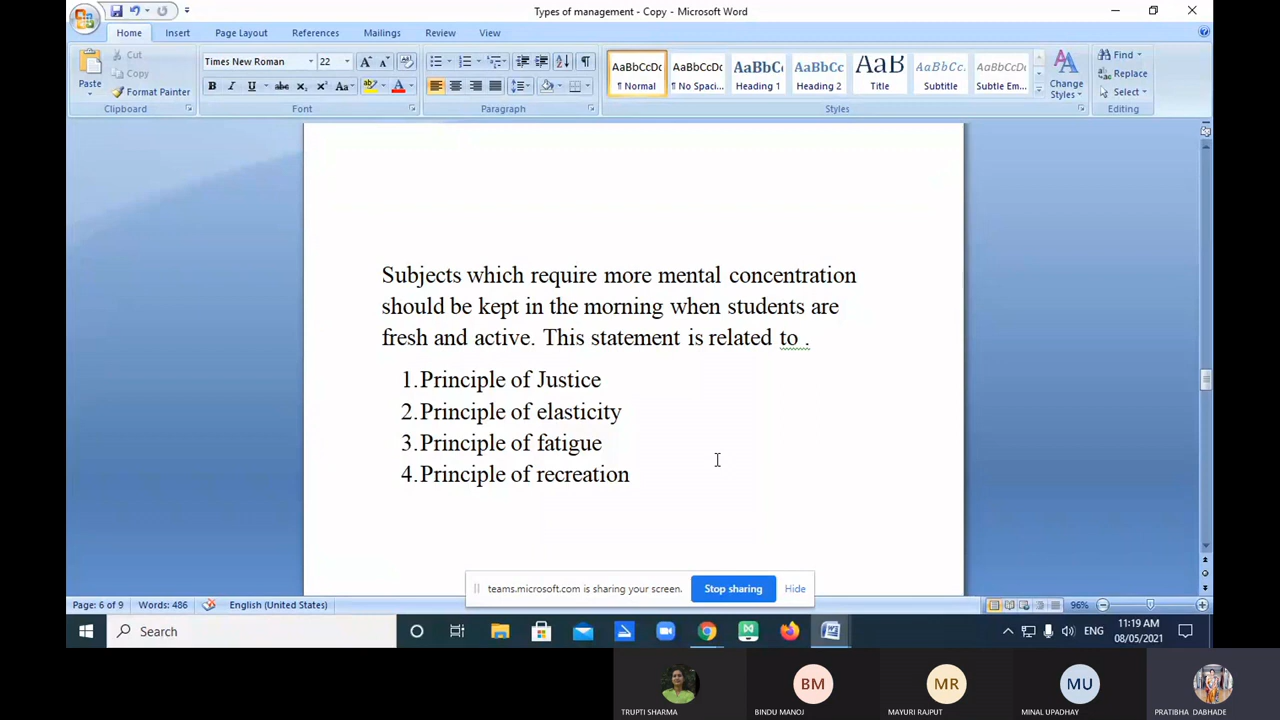 Types of management - Copy - Microsoft Word
Home Insert Page Layout References Mailings Review View
Paste
Cut
Copy
Format Painter
Clipboard
Times New Roman 22
Font
Paragraph
AaBbCcDc AaBbCcDc AaBbCc AaBbCc AaB AaBbCc. AaBbCcDc
¶ Normal ¶ No Spaci... Heading 1 Heading 2 Title Subtitle Subtle Em...
Change Styles
Styles
Find
Replace
Select
Editing
Subjects which require more mental concentration
should be kept in the morning when students are
fresh and active. This statement is related to .
1. Principle of Justice
2. Principle of elasticity
3. Principle of fatigue
4. Principle of recreation
teams.microsoft.com is sharing your screen. Stop sharing Hide
Page: 6 of 9 Words: 486 English (United States) 96%
Search
ENG
11:19 AM
08/05/2021
BM MR MU
TRUPTI SHARMA BINDU MANOJ MAYURI RAJPUT MINAL UPADHAY PRATIBHA DABHADE